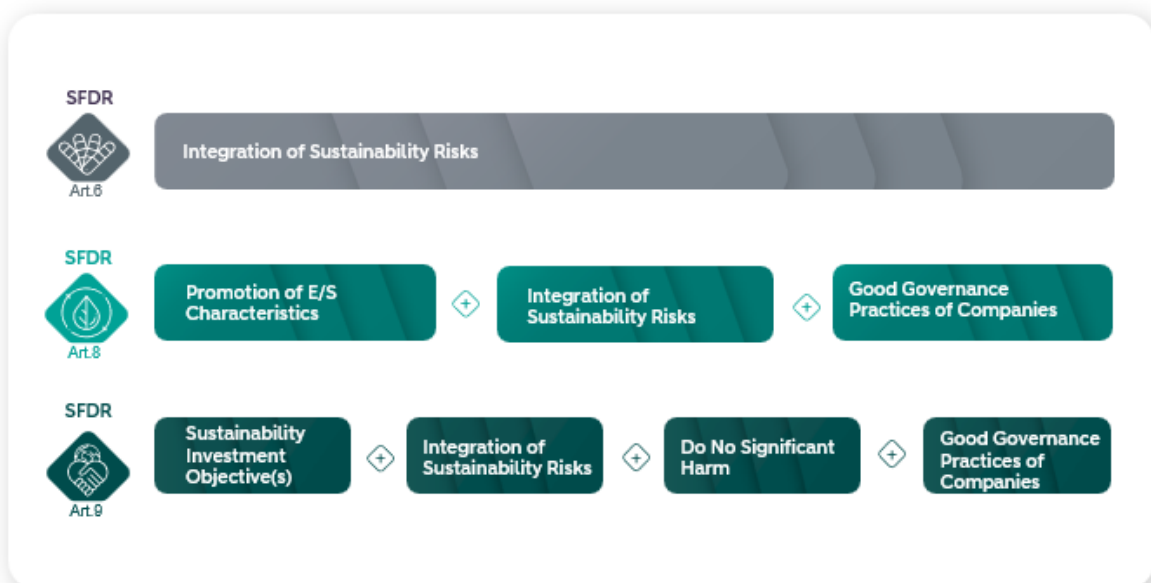 SFDR
Integration of Sustainability Risks
Art.6
SFDR
Promotion of E/S
Characteristics
Integration of
Sustainability Risks
Good Governance
Practices of Companies
Art.8
SFDR
Sustainability
Investment
Objective(s)
Integration of
Sustainability Risks
Do No Significant
Harm
Good Governance
Practices of
Companies
Art.9